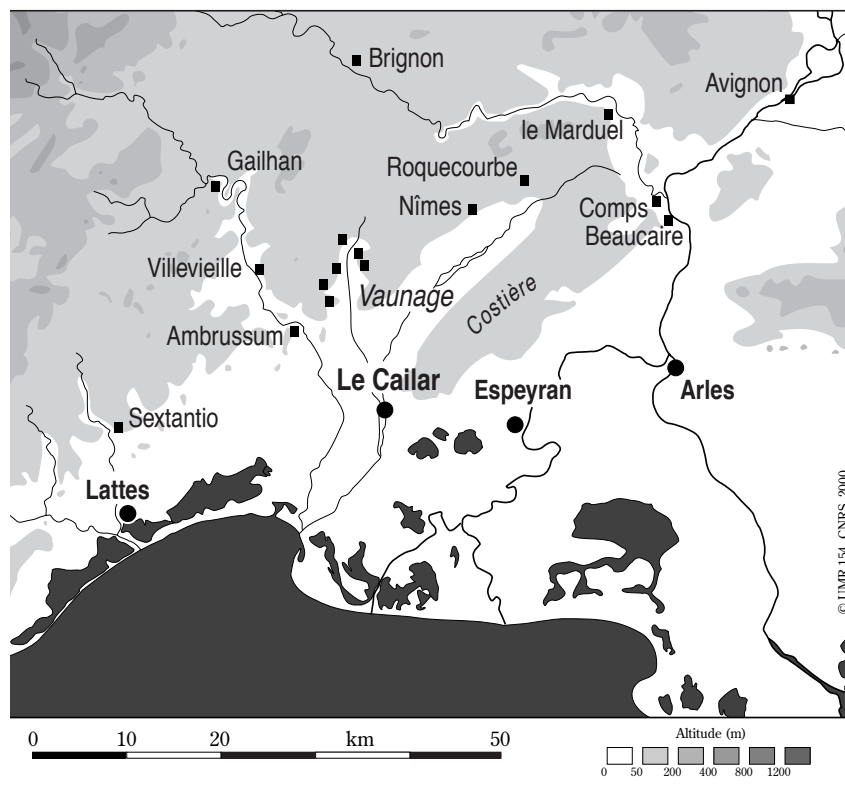 Brignon
Avignon
le Marduel
Gailhan
Roquecourbe
Nîmes
Comps
Beaucaire
Villevieille
Vaunage
Costière
Ambrussum
Le Cailar
Espeyran
Arles
Sextantio
Lattes
© UMR 154, CNRS, 2000
0 10 20 km 50
Altitude (m)
0 50 200 400 800 1200